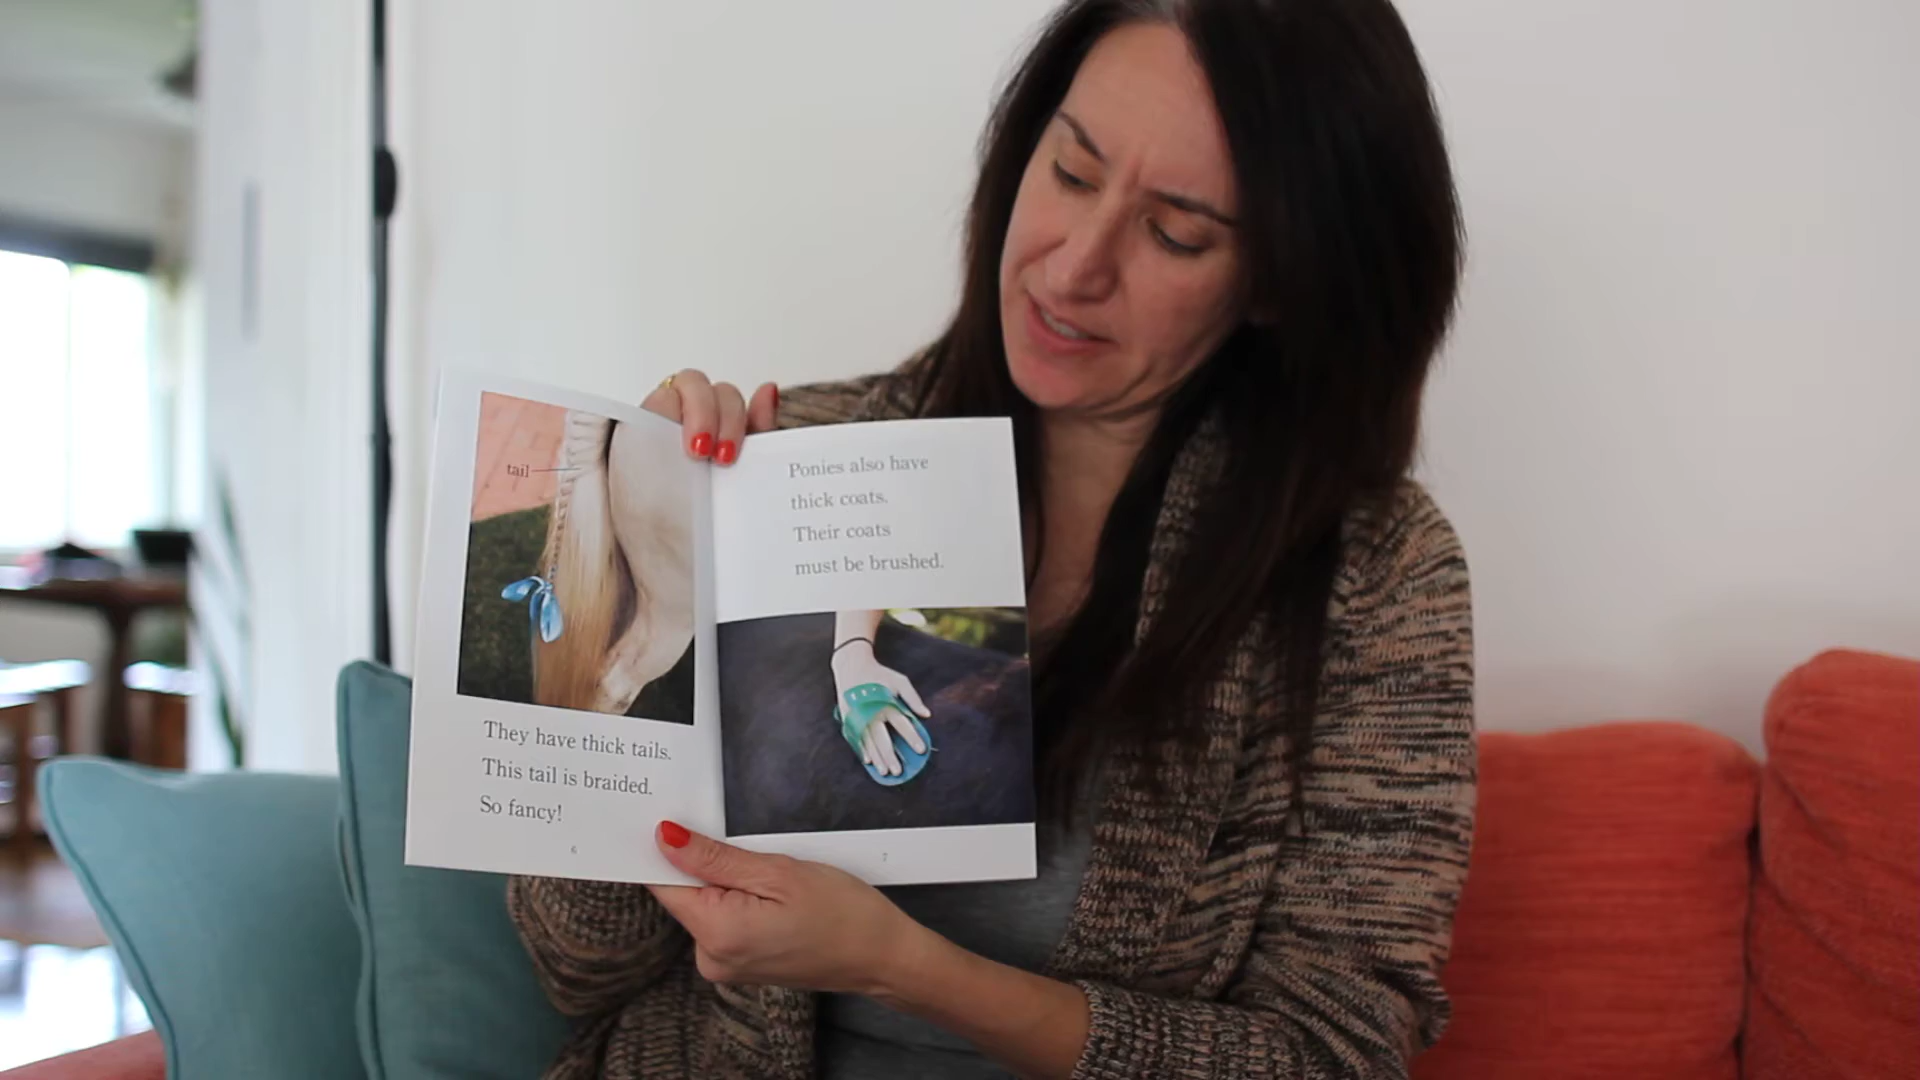 tail
They have thick tails.
This tail is braided.
So fancy!
6
Ponies also have
thick coats.
Their coats
must be brushed.
7